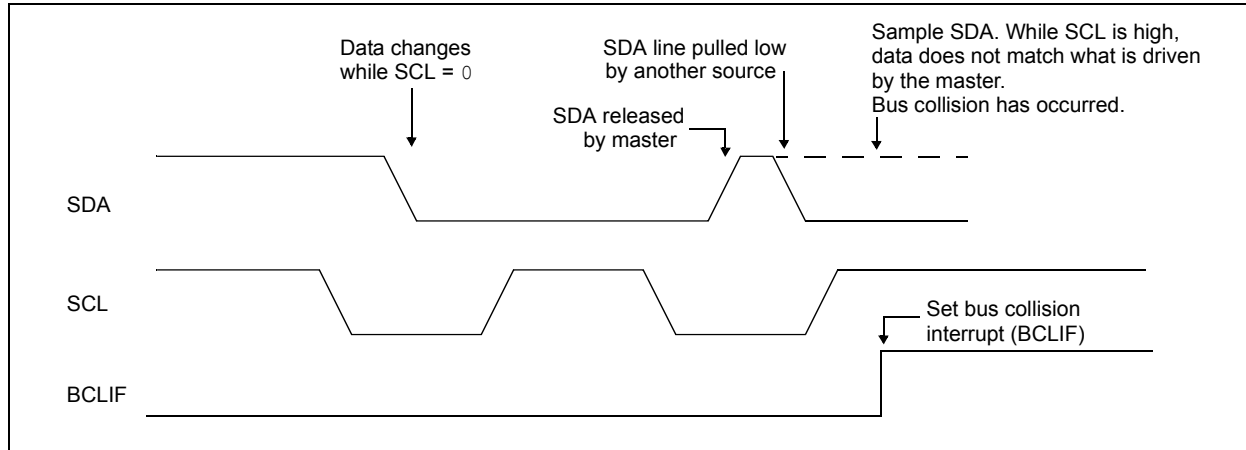 Data changes
while SCL = 0
SDA line pulled low
by another source
Sample SDA. While SCL is high,
data does not match what is driven
by the master.
Bus collision has occurred.
SDA released
by master
SDA
SCL
Set bus collision
interrupt (BCLIF)
BCLIF